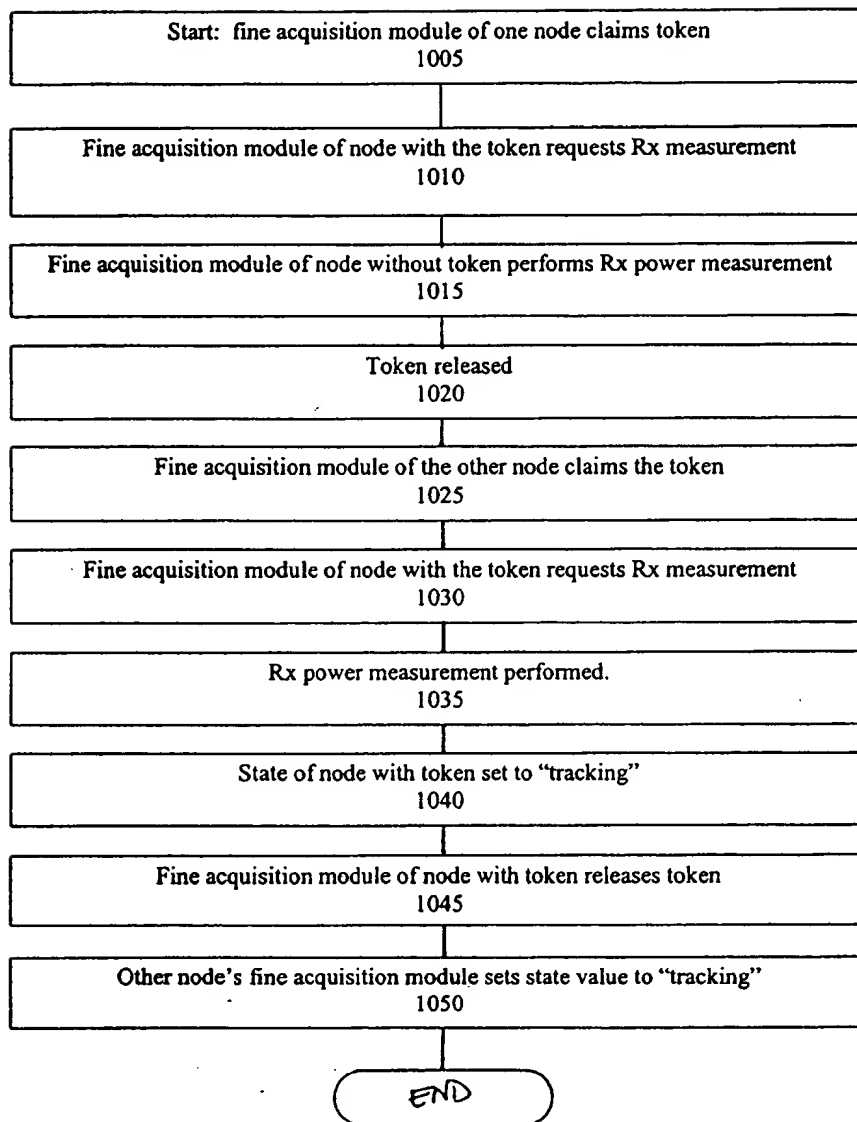 Start: fine acquisition module of one node claims token
1005
Fine acquisition module of node with the token requests Rx measurement
1010
Fine acquisition module of node without token performs Rx power measurement
1015
Token released
1020
Fine acquisition module of the other node claims the token
1025
Fine acquisition module of node with the token requests Rx measurement
1030
Rx power measurement performed.
1035
State of node with token set to “tracking”
1040
Fine acquisition module of node with token releases token
1045
Other node’s fine acquisition module sets state value to “tracking”
1050
END